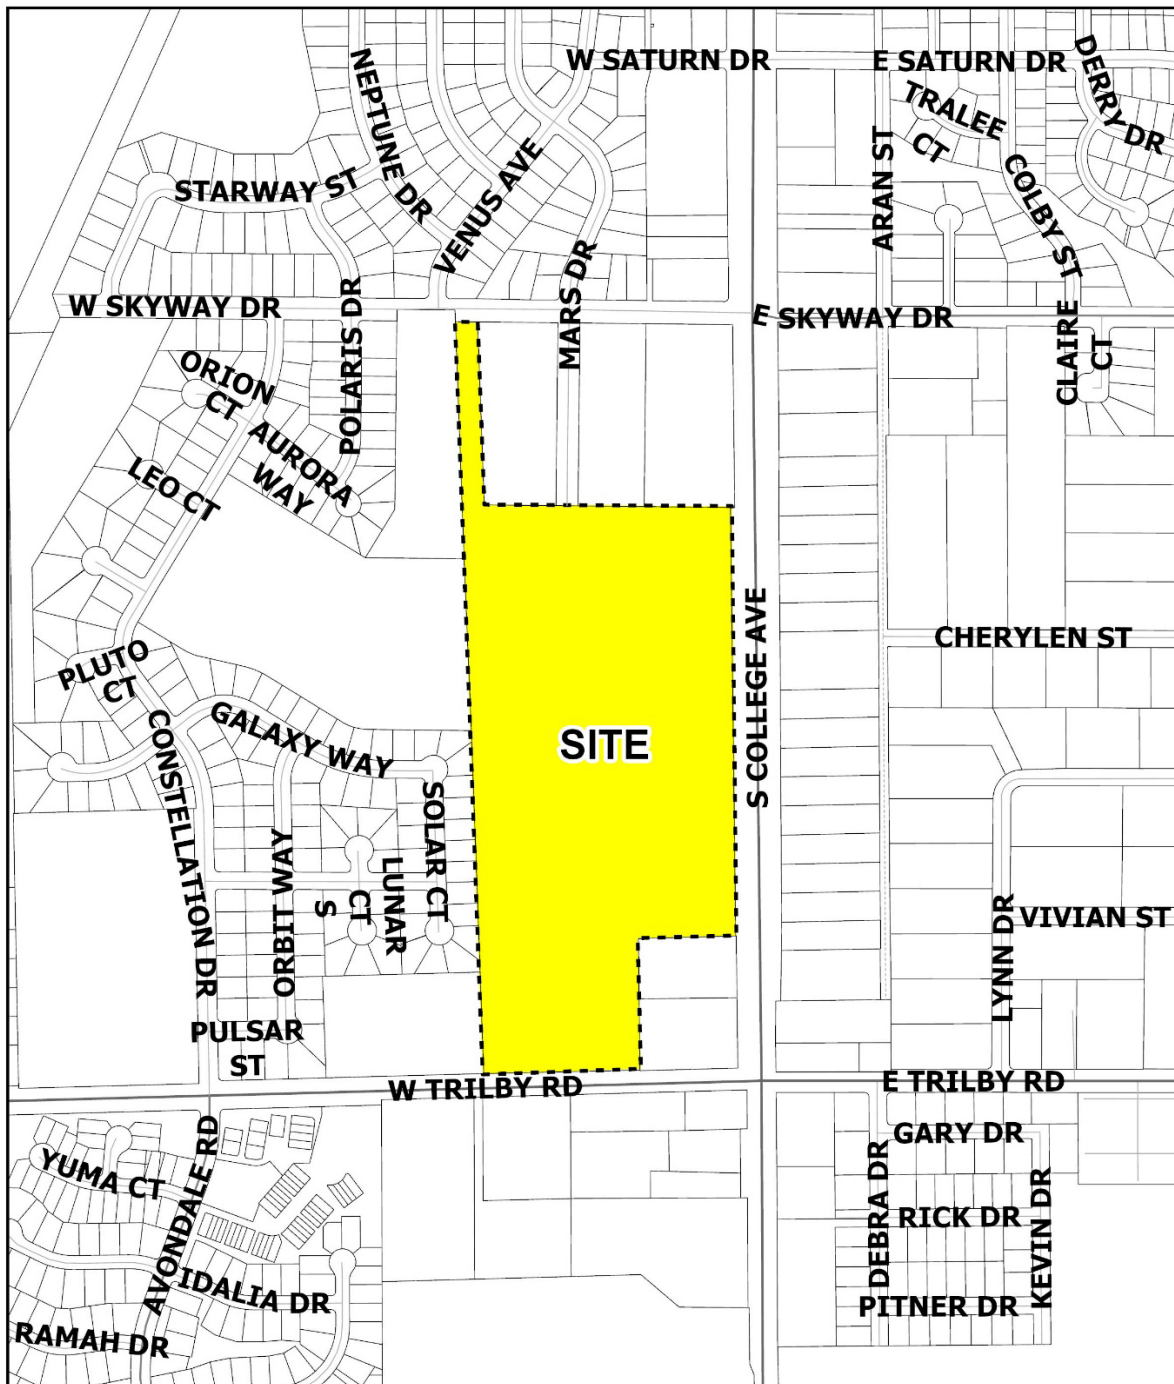 W SATURN DR
E SATURN DR
DERRY DR
NEPTUNE DR
TRALEE
CT
VENUS AVE
ARAN ST
COLBY ST
STARWAY ST
MARS DR
W SKYWAY DR
POLARIS DR
E SKYWAY DR
CLAIRE
CT
ORION
CT
AURORA
WAY
LEO CT
S COLLEGE AVE
CHERYLEN ST
PLUTO
CT
GALAXY WAY
CONSTELLATION DR
SITE
SOLAR CT
ORBIT WAY
LUNAR
CT
S
LYNN DR
VIVIAN ST
PULSAR
ST
W TRILBY RD
E TRILBY RD
GARY DR
YUMA CT
AVONDALE RD
DEBRA DR
RICK DR
KEVIN DR
IDALIA DR
PITNER DR
RAMAH DR